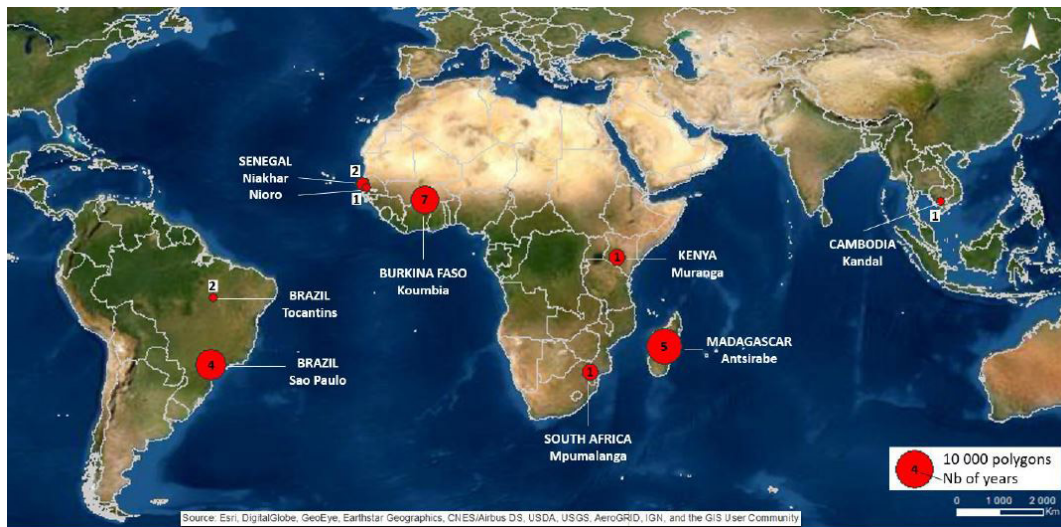 N
SENEGAL
Niakhar
Nioro
2
1
7
BURKINA FASO
Koumbia
1
KENYA
Muranga
CAMBODIA
Kandal
1
2
BRAZIL
Tocantins
4
BRAZIL
Sao Paulo
5
MADAGASCAR
Antsirabe
1
SOUTH AFRICA
Mpumalanga
10 000 polygons
4
Nb of years
0 1 000 2 000
Km
Source: Esri, DigitalGlobe, GeoEye, Earthstar Geographics, CNES/Airbus DS, USDA, USGS, AeroGRID, IGN, and the GIS User Community